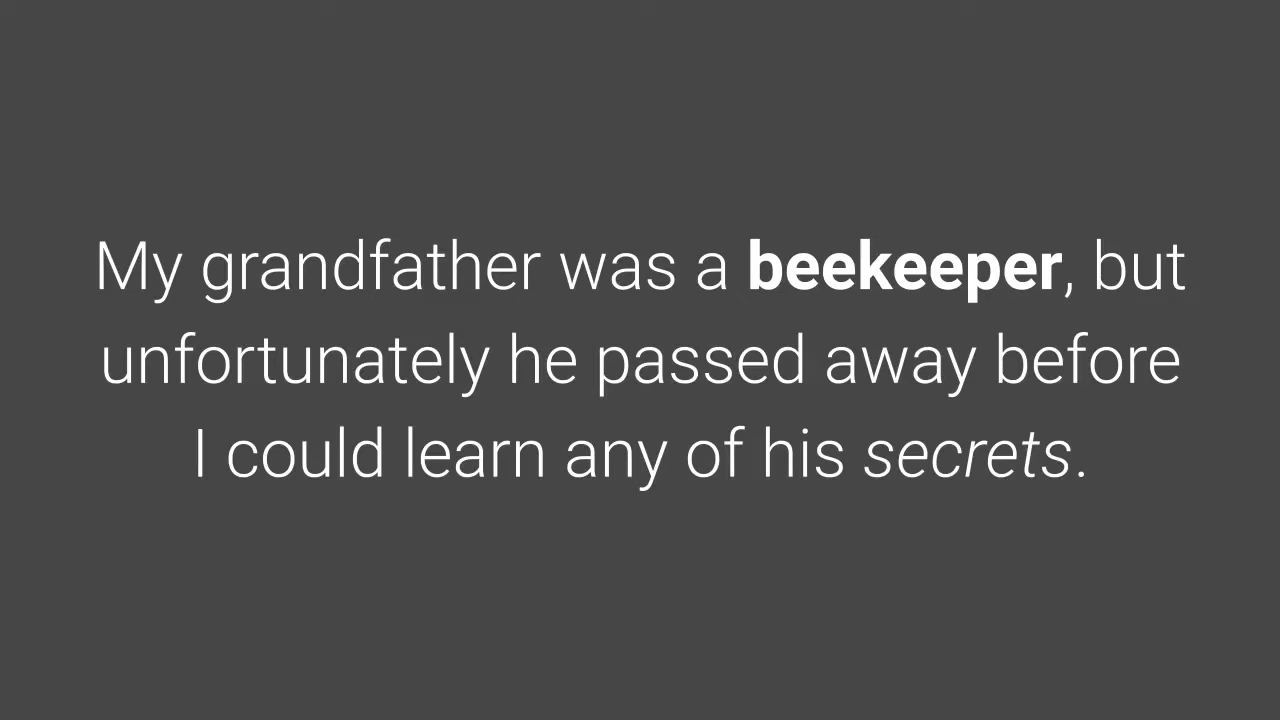 My grandfather was a beekeeper, but
unfortunately he passed away before
I could learn any of his secrets.